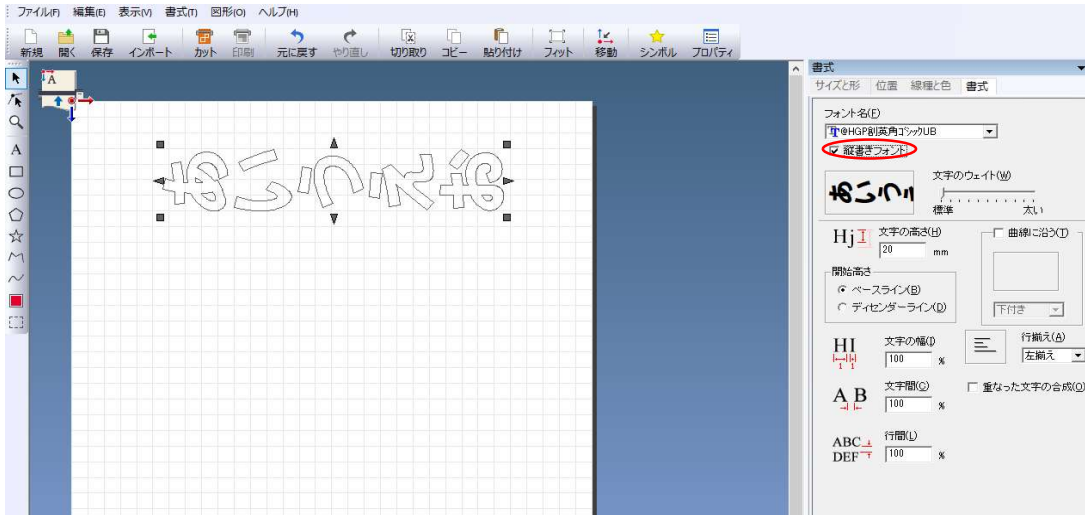 ファイル(F) 編集(E) 表示(V) 書式(T) 図形(O) ヘルプ(H)
新規 開く 保存 インポート カット 印刷 元に戻す やり直し 切り取り コピー 貼り付け フィット 移動 シンボル プロパティ
書式
サイズと形 位置 線種と色 書式
フォント名(F)
@HGP創英角ゴシックUB
縦書きフォント
文字のウェイト(W)
あいう
標準 太い
文字の高さ(H)
20 mm
曲線に沿う(T)
開始高さ
ベースライン(B)
ディセンダーライン(D)
下付き
文字の幅(I)
100 %
行揃え(A)
左揃え
文字間(C)
100 %
重なった文字の合成(O)
行間(L)
100 %
A
A
Hj
HI
1 1
A B
ABC
DEF